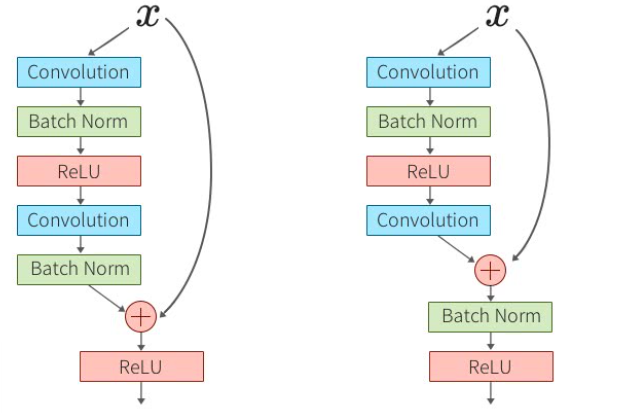 x
Convolution
Batch Norm
ReLU
Convolution
Batch Norm
+
ReLU
x
Convolution
Batch Norm
ReLU
Convolution
+
Batch Norm
ReLU